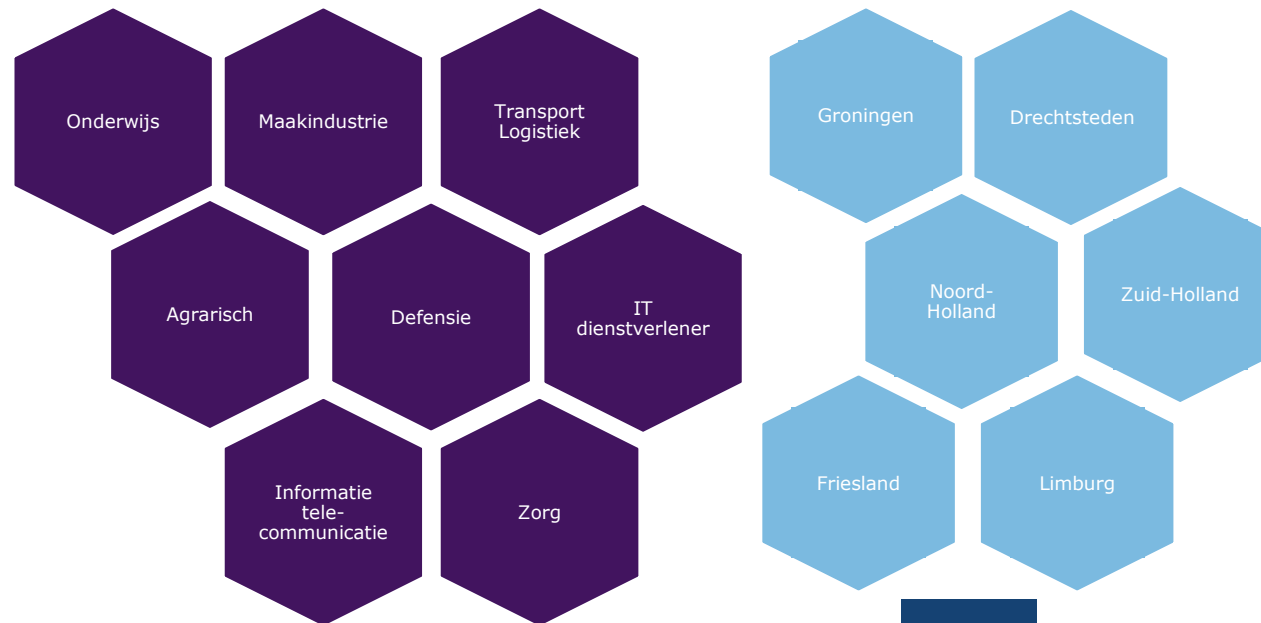 Onderwijs
Maakindustrie
Transport
Logistiek
Agrarisch
Defensie
IT
dienstverlener
Informatie
tele-
communicatie
Zorg
Groningen
Drechtsteden
Noord-
Holland
Zuid-Holland
Friesland
Limburg